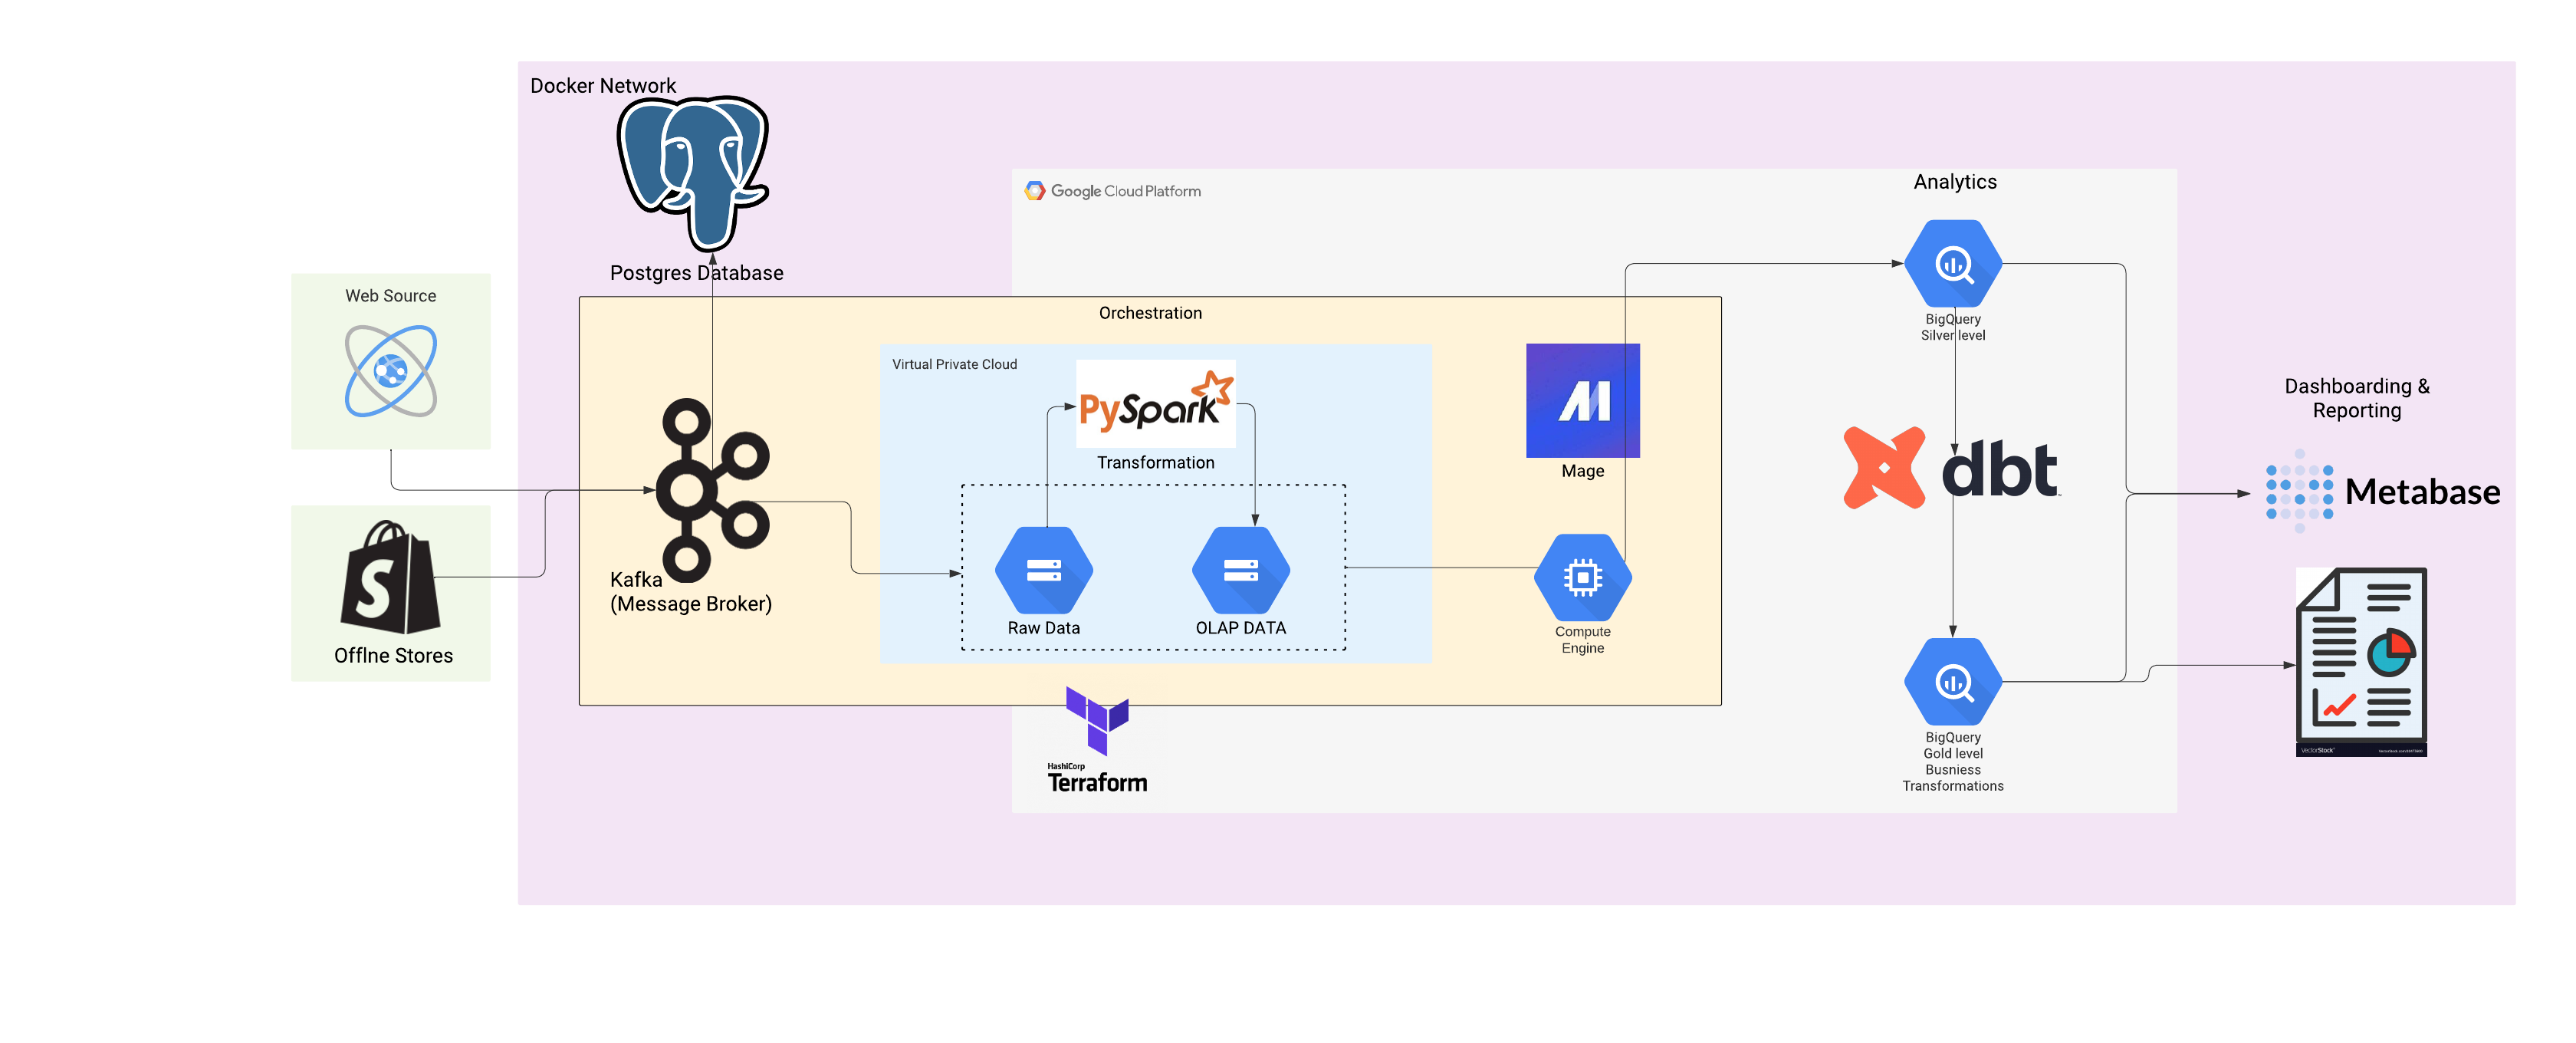 Docker Network
Postgres Database
Google Cloud Platform
Analytics
Web Source
Offlne Stores
Orchestration
Virtual Private Cloud
PySpark
Transformation
Kafka
(Message Broker)
Raw Data
OLAP DATA
Mage
Compute
Engine
HashiCorp
Terraform
BigQuery
Silver level
dbt
BigQuery
Gold level
Busniess
Transformations
Dashboarding &
Reporting
Metabase
VectorStock